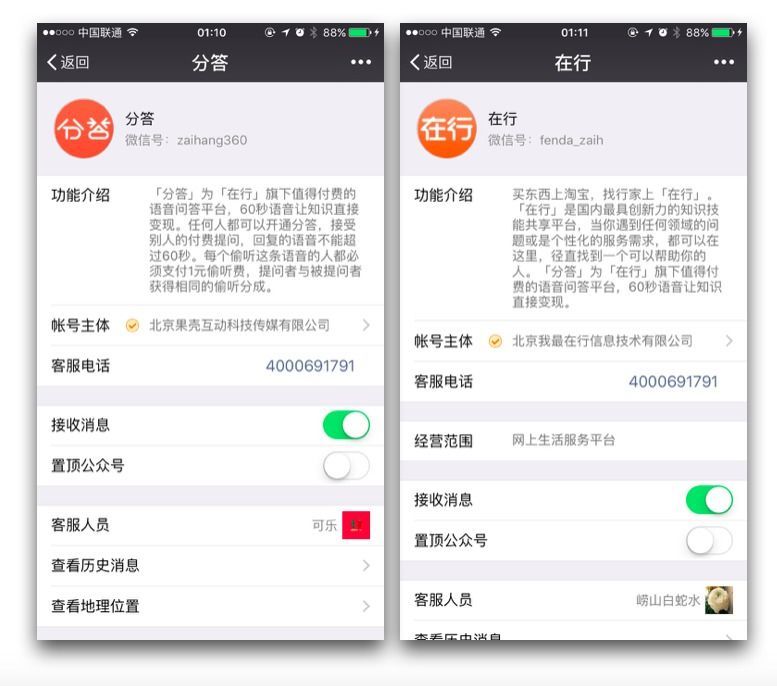 中国联通 01:10 88%
返回 分答
分答
分答
微信号: zaihang360
功能介绍
「分答」为「在行」旗下值得付费的
语音问答平台，60秒语音让知识直接
变现。任何人都可以开通分答，接受
别人的付费提问，回复的语音不能超
过60秒。每个偷听这条语音的人都必
须支付1元偷听费，提问者与被提问者
获得相同的偷听分成。
帐号主体 北京果壳互动科技传媒有限公司
客服电话 4000691791
接收消息
置顶公众号
客服人员 可乐
查看历史消息
查看地理位置
中国联通 01:11 88%
返回 在行
在行
在行
微信号: fenda_zaih
功能介绍
买东西上淘宝，找行家上「在行」。
「在行」是国内最具创新力的知识技
能共享平台，当你遇到任何领域的问
题或是个性化的服务需求，都可以在
这里，径直找到一个可以帮助你的
人。「分答」为「在行」旗下值得付
费的语音问答平台，60秒语音让知识
直接变现。
帐号主体 北京我最在行信息技术有限公司
客服电话 4000691791
经营范围 网上生活服务平台
接收消息
置顶公众号
客服人员 崂山白蛇水
查看历史消息